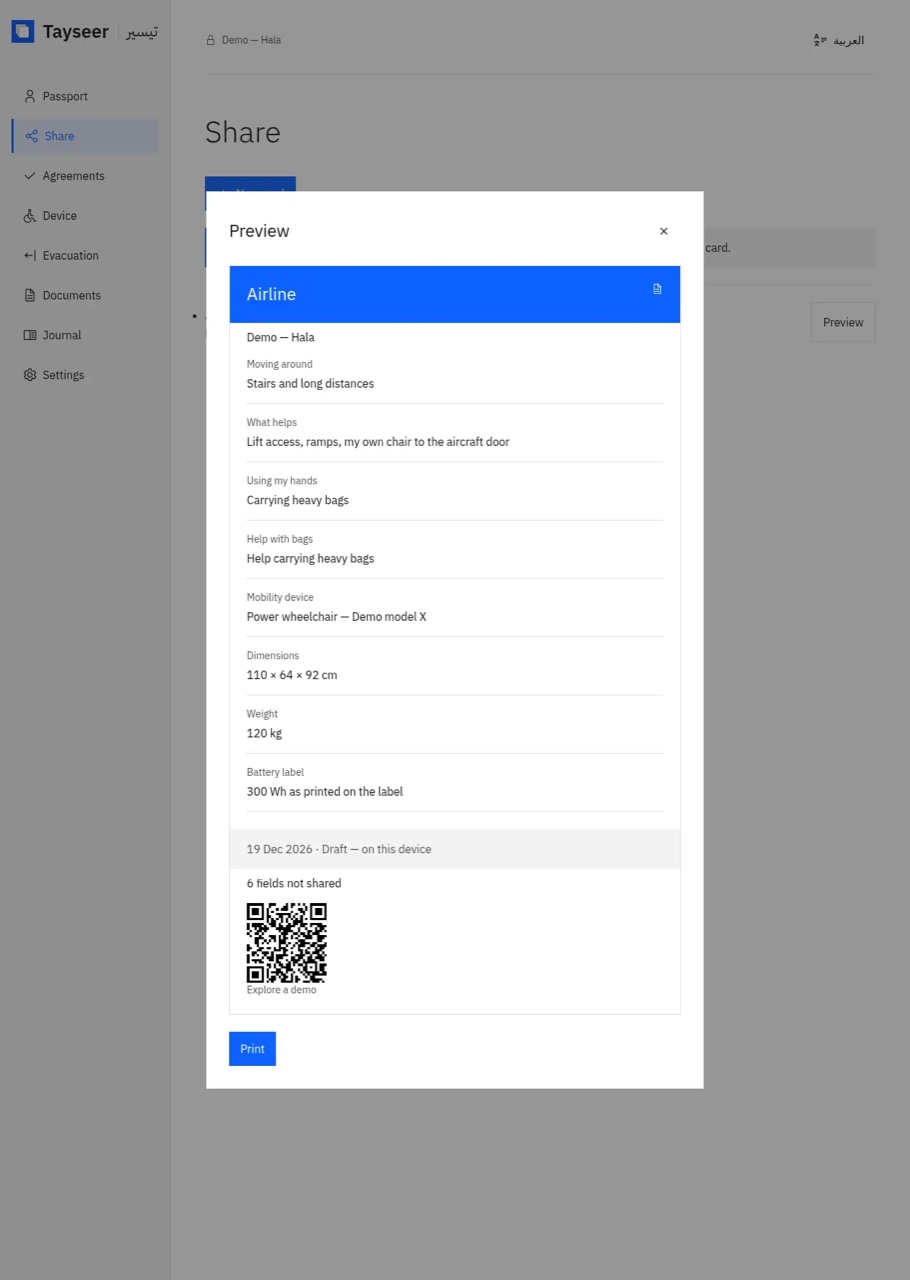 Tayseer تيسير
Demo — Hala
العربية
Passport
Share
Agreements
Device
Evacuation
Documents
Journal
Settings
Share
card.
Preview
Preview
×
Airline
Demo — Hala
Moving around
Stairs and long distances
What helps
Lift access, ramps, my own chair to the aircraft door
Using my hands
Carrying heavy bags
Help with bags
Help carrying heavy bags
Mobility device
Power wheelchair — Demo model X
Dimensions
110 × 64 × 92 cm
Weight
120 kg
Battery label
300 Wh as printed on the label
19 Dec 2026 · Draft — on this device
6 fields not shared
Explore a demo
Print